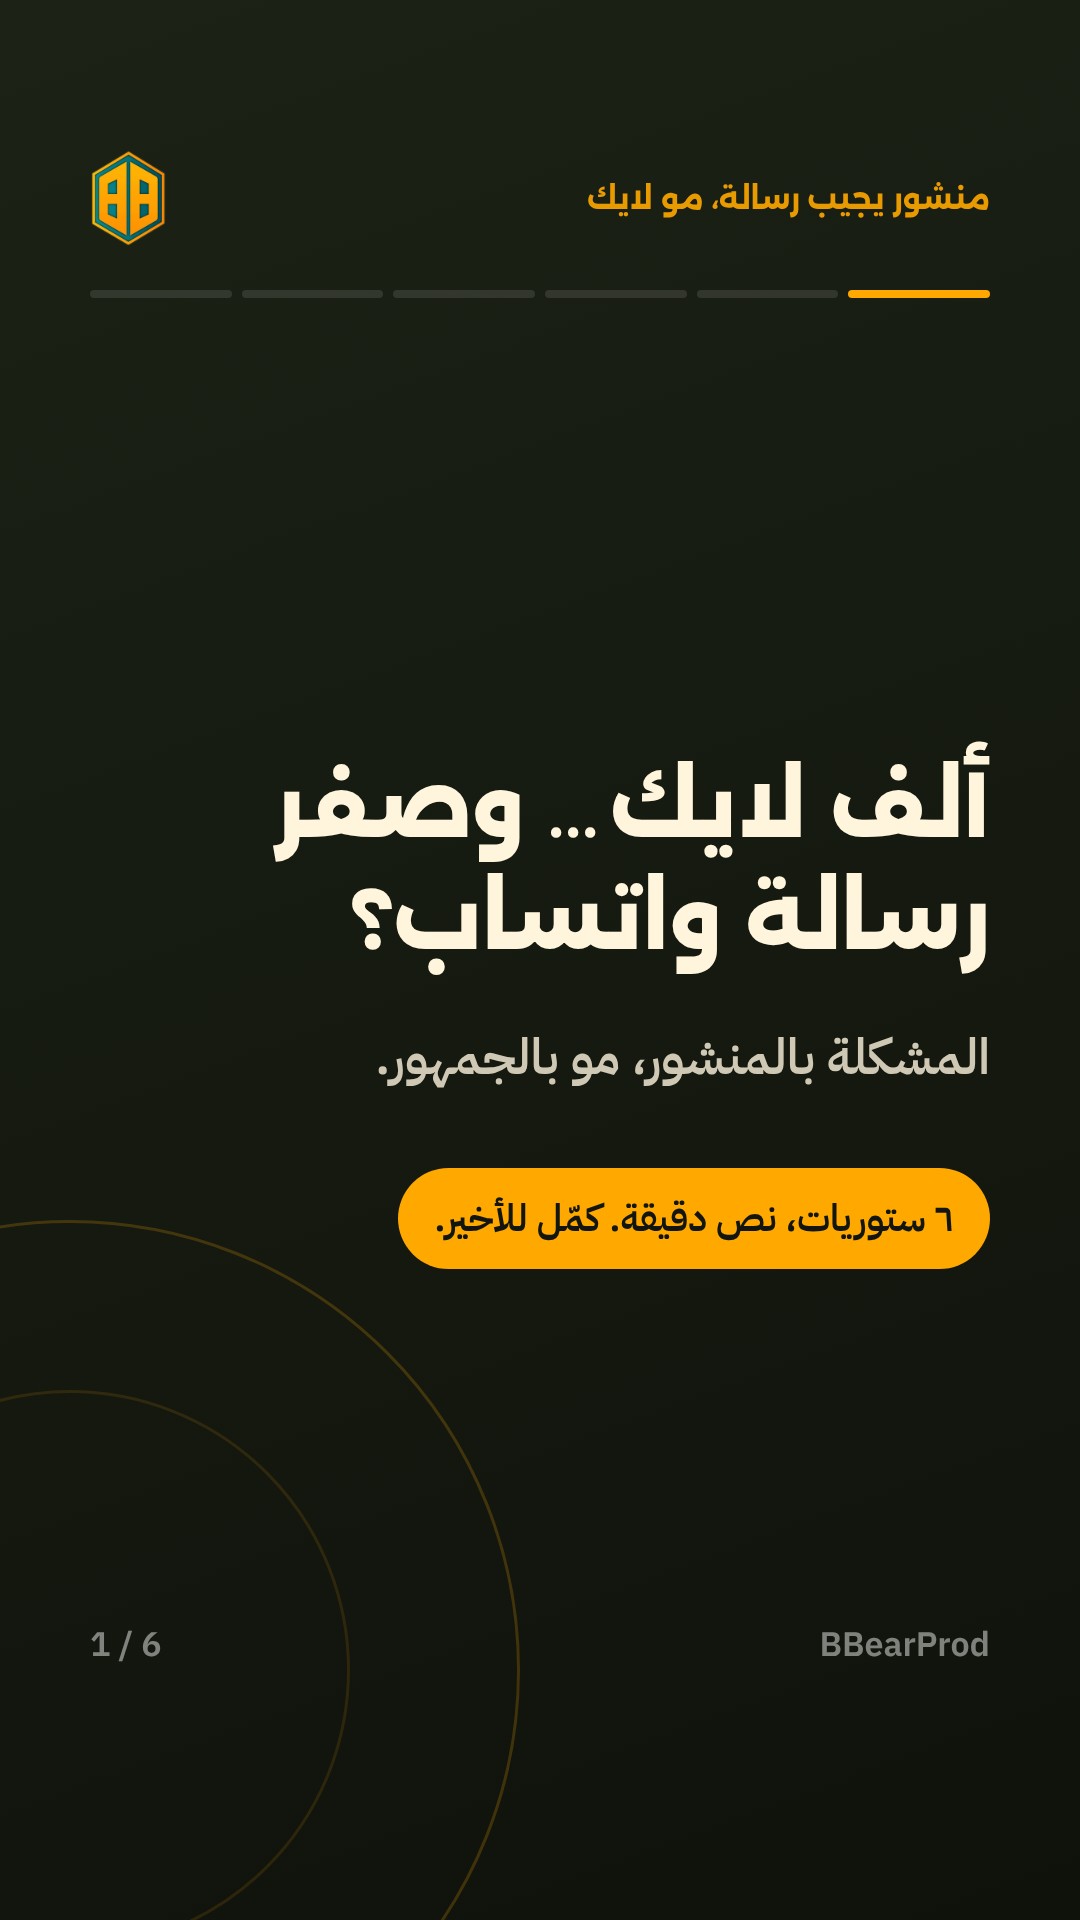 منشور يجيب رسالة، مو لايك
ألف لايك... وصفر
رسالة واتساب؟
المشكلة بالمنشور، مو بالجمهور.
٦ ستوريات، نص دقيقة. كمّل للأخير.
BBearProd
1 / 6